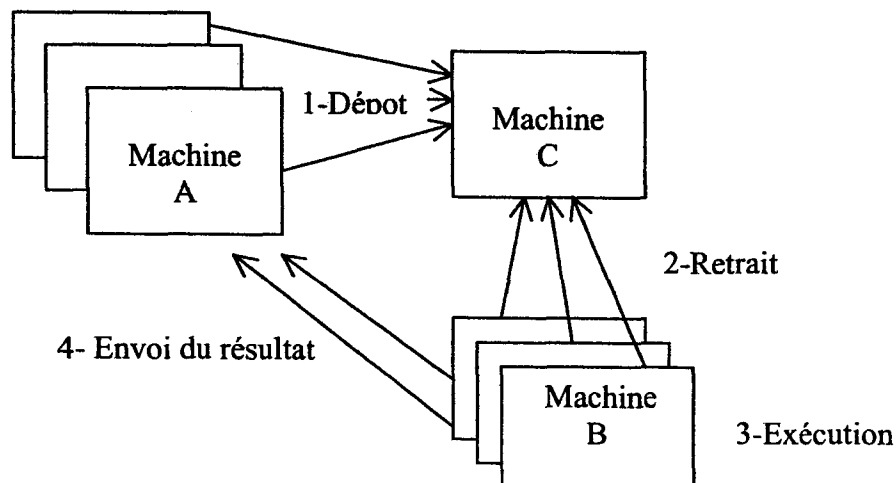 1-Dépot
Machine
A
Machine
C
2-Retrait
4- Envoi du résultat
Machine
B
3-Exécution